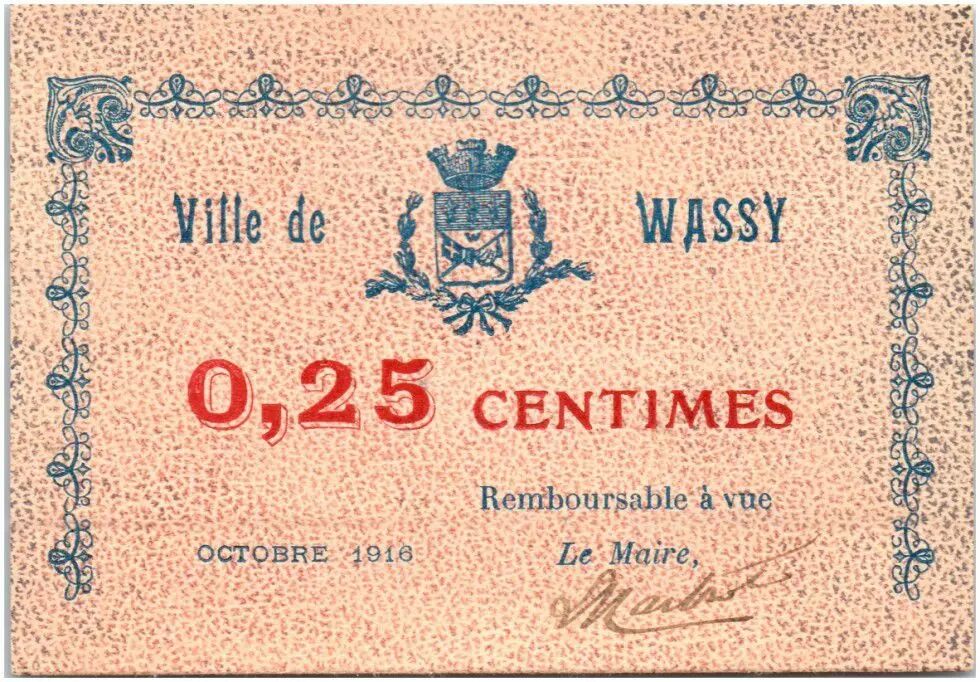 Ville de WASSY
0,25 CENTIMES
Remboursable à vue
OCTOBRE 1916 Le Maire,